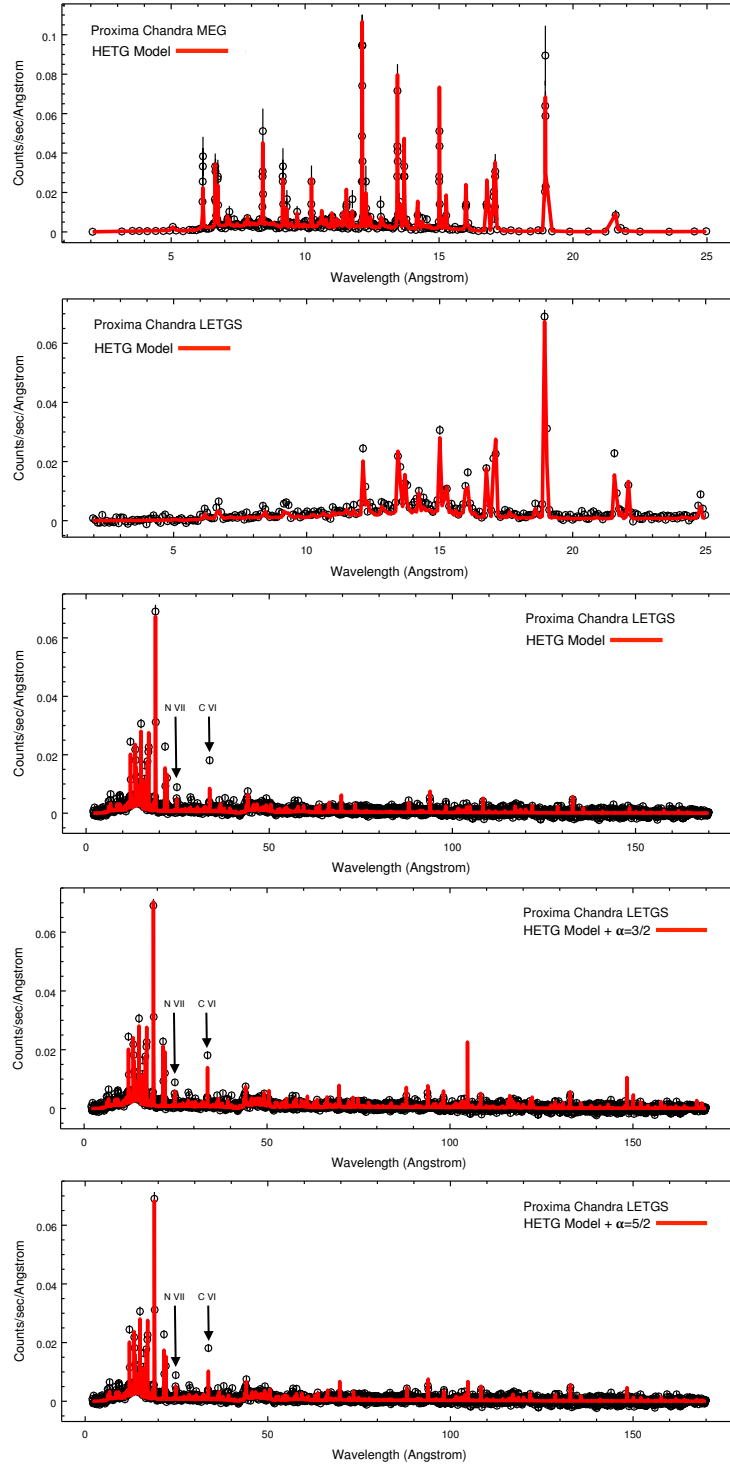 Proxima Chandra MEG
HETG Model
Counts/sec/Angstrom
0.1
0.08
0.06
0.04
0.02
0
5
10
15
20
25
Wavelength (Angstrom)
Proxima Chandra LETGS
HETG Model
Counts/sec/Angstrom
0.06
0.04
0.02
0
5
10
15
20
25
Wavelength (Angstrom)
Proxima Chandra LETGS
HETG Model
N VII
C VI
Counts/sec/Angstrom
0.06
0.04
0.02
0
0
50
100
150
Wavelength (Angstrom)
Proxima Chandra LETGS
HETG Model + α=3/2
N VII
C VI
Counts/sec/Angstrom
0.06
0.04
0.02
0
0
50
100
150
Wavelength (Angstrom)
Proxima Chandra LETGS
HETG Model + α=5/2
N VII
C VI
Counts/sec/Angstrom
0.06
0.04
0.02
0
0
50
100
150
Wavelength (Angstrom)